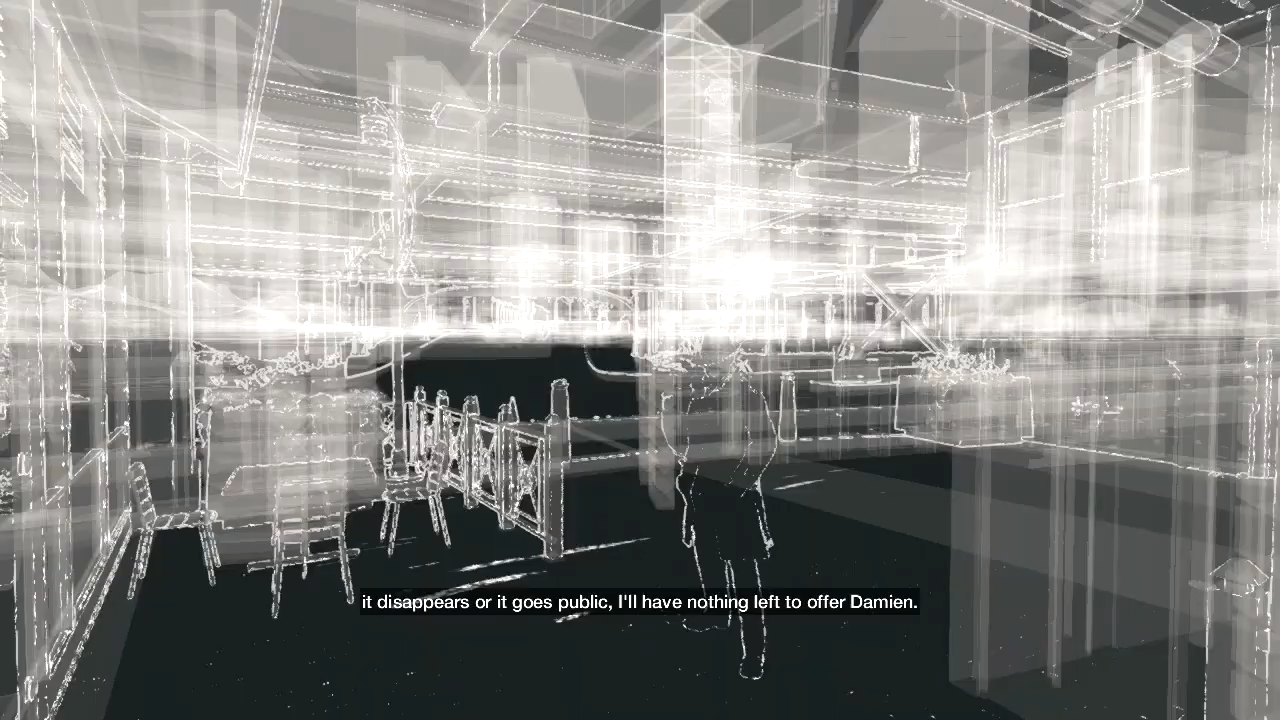 it disappears or it goes public, I'll have nothing left to offer Damien.